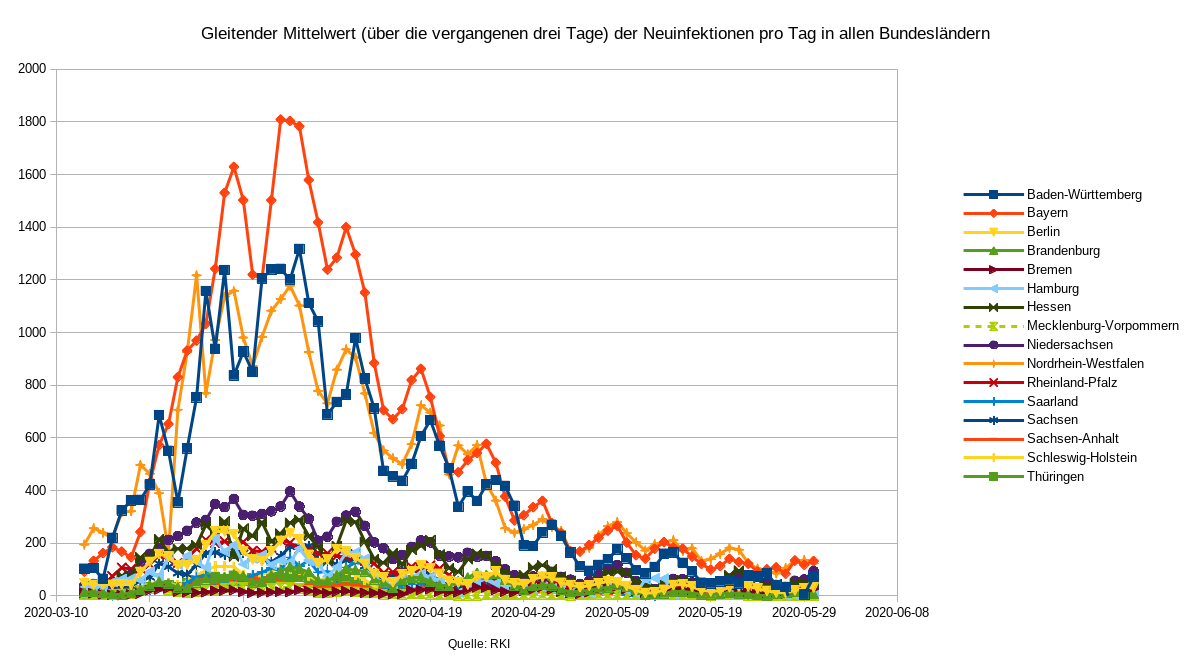 Gleitender Mittelwert (über die vergangenen drei Tage) der Neuinfektionen pro Tag in allen Bundesländern
2000
1800
1600
1400
1200
1000
800
600
400
200
0
2020-03-10 2020-03-20 2020-03-30 2020-04-09 2020-04-19 2020-04-29 2020-05-09 2020-05-19 2020-05-29 2020-06-08
Quelle: RKI
Baden-Württemberg
Bayern
Berlin
Brandenburg
Bremen
Hamburg
Hessen
Mecklenburg-Vorpommern
Niedersachsen
Nordrhein-Westfalen
Rheinland-Pfalz
Saarland
Sachsen
Sachsen-Anhalt
Schleswig-Holstein
Thüringen